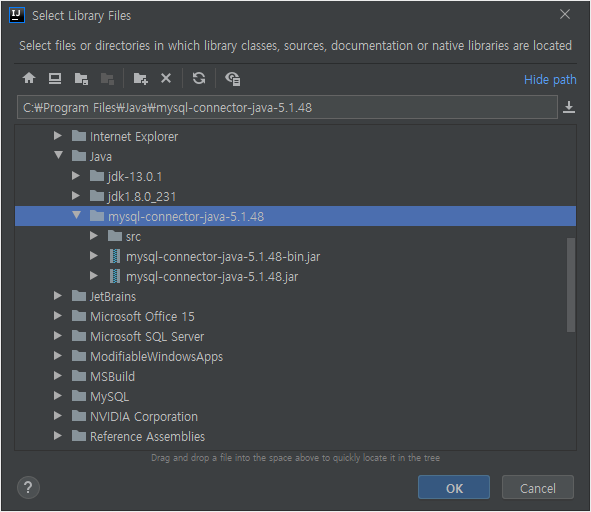 IJ Select Library Files
Select files or directories in which library classes, sources, documentation or native libraries are located
Hide path
C:₩Program Files₩Java₩mysql-connector-java-5.1.48
Internet Explorer
Java
jdk-13.0.1
jdk1.8.0_231
mysql-connector-java-5.1.48
src
mysql-connector-java-5.1.48-bin.jar
mysql-connector-java-5.1.48.jar
JetBrains
Microsoft Office 15
Microsoft SQL Server
ModifiableWindowsApps
MSBuild
MySQL
NVIDIA Corporation
Reference Assemblies
Drag and drop a file into the space above to quickly locate it in the tree
? OK Cancel